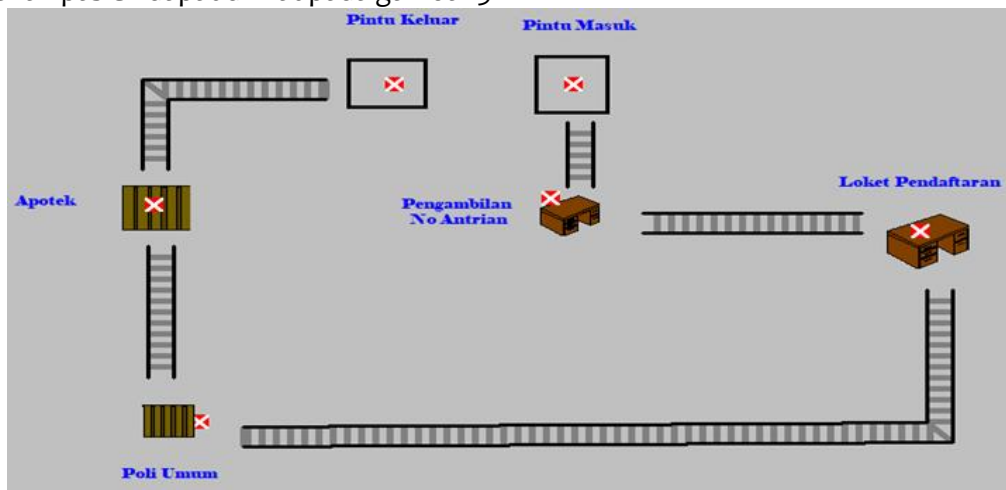 Pintu Keluar
Pintu Masuk
Apotek
Pengambilan
No Antrian
Loket Pendaftaran
Poli Umum